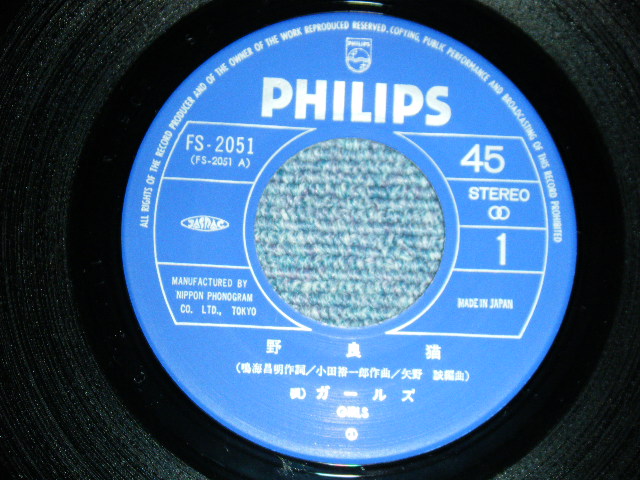 ALL RIGHTS OF THE RECORD PRODUCER AND OF THE OWNER OF THE WORK REPRODUCED RESERVED. COPYING, PUBLIC PERFORMANCE AND BROADCASTING OF THIS RECORD PROHIBITED
PHILIPS
PHILIPS
FS-2051
(FS-2051 A)
45
STEREO
JASRAC
1
MANUFACTURED BY
NIPPON PHONOGRAM
CO. LTD., TOKYO
MADE IN JAPAN
野良猫
(鳴海昌明作詞/小田裕一郎作曲/矢野 誠編曲)
ガールズ
GIRLS